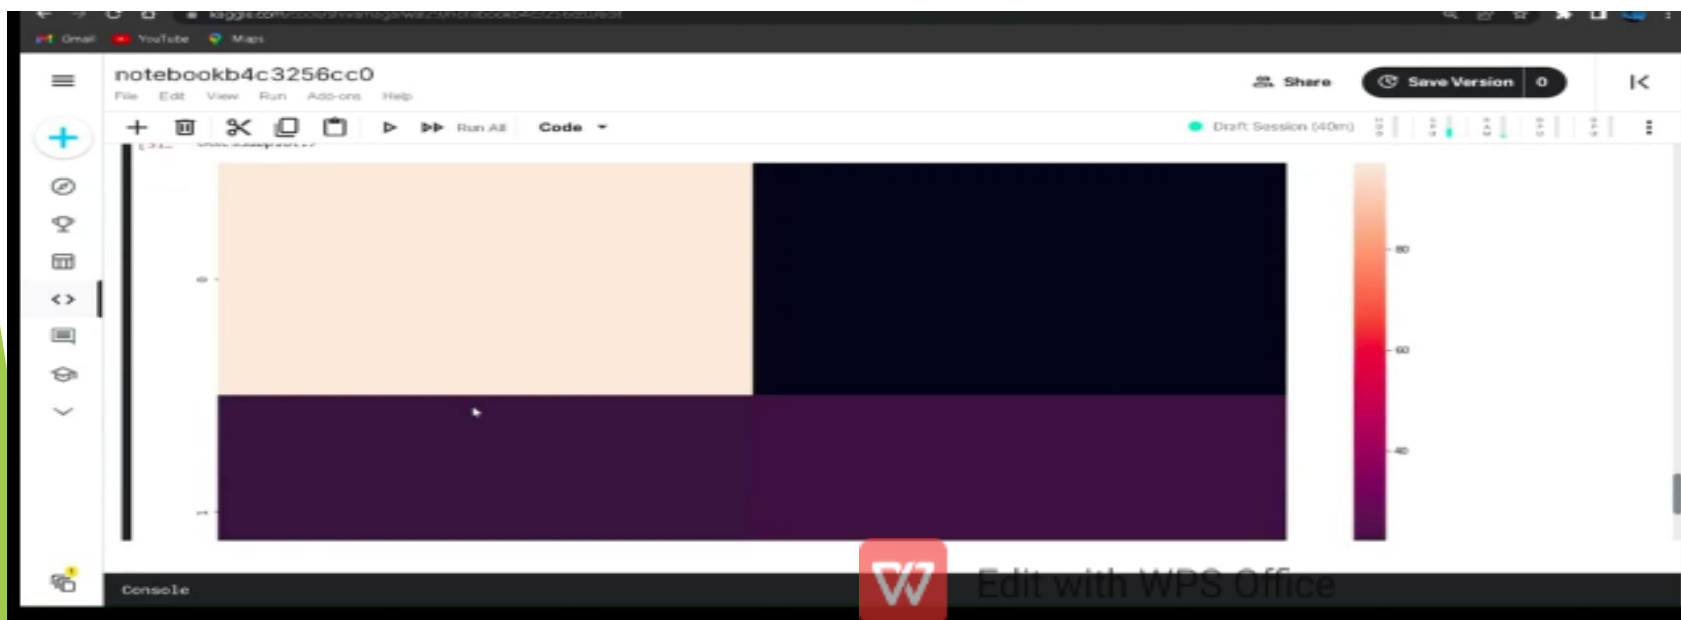 Gmail YouTube Maps
notebookb4c3256cc0
File Edit View Run Add-ons Help
Share
Save Version 0
Run All Code
Draft Session (40m)
0
1
80
60
40
Console
Edit with WPS Office